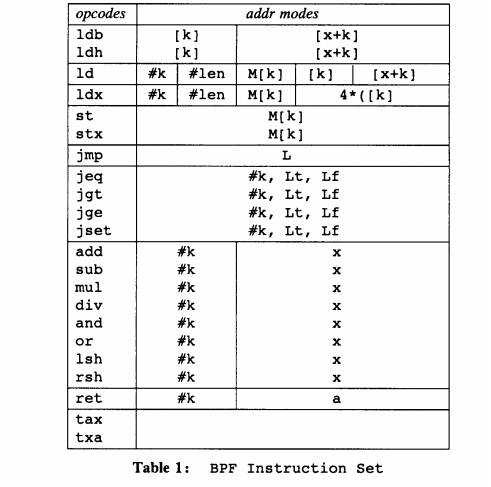 opcodes addr modes
ldb [k] [x+k]
ldh [k] [x+k]
ld #k #len M[k] [k] [x+k]
ldx #k #len M[k] 4*([k]
st M[k]
stx M[k]
jmp L
jeq #k, Lt, Lf
jgt #k, Lt, Lf
jge #k, Lt, Lf
jset #k, Lt, Lf
add #k x
sub #k x
mul #k x
div #k x
and #k x
or #k x
lsh #k x
rsh #k x
ret #k a
tax
txa
Table 1: BPF Instruction Set